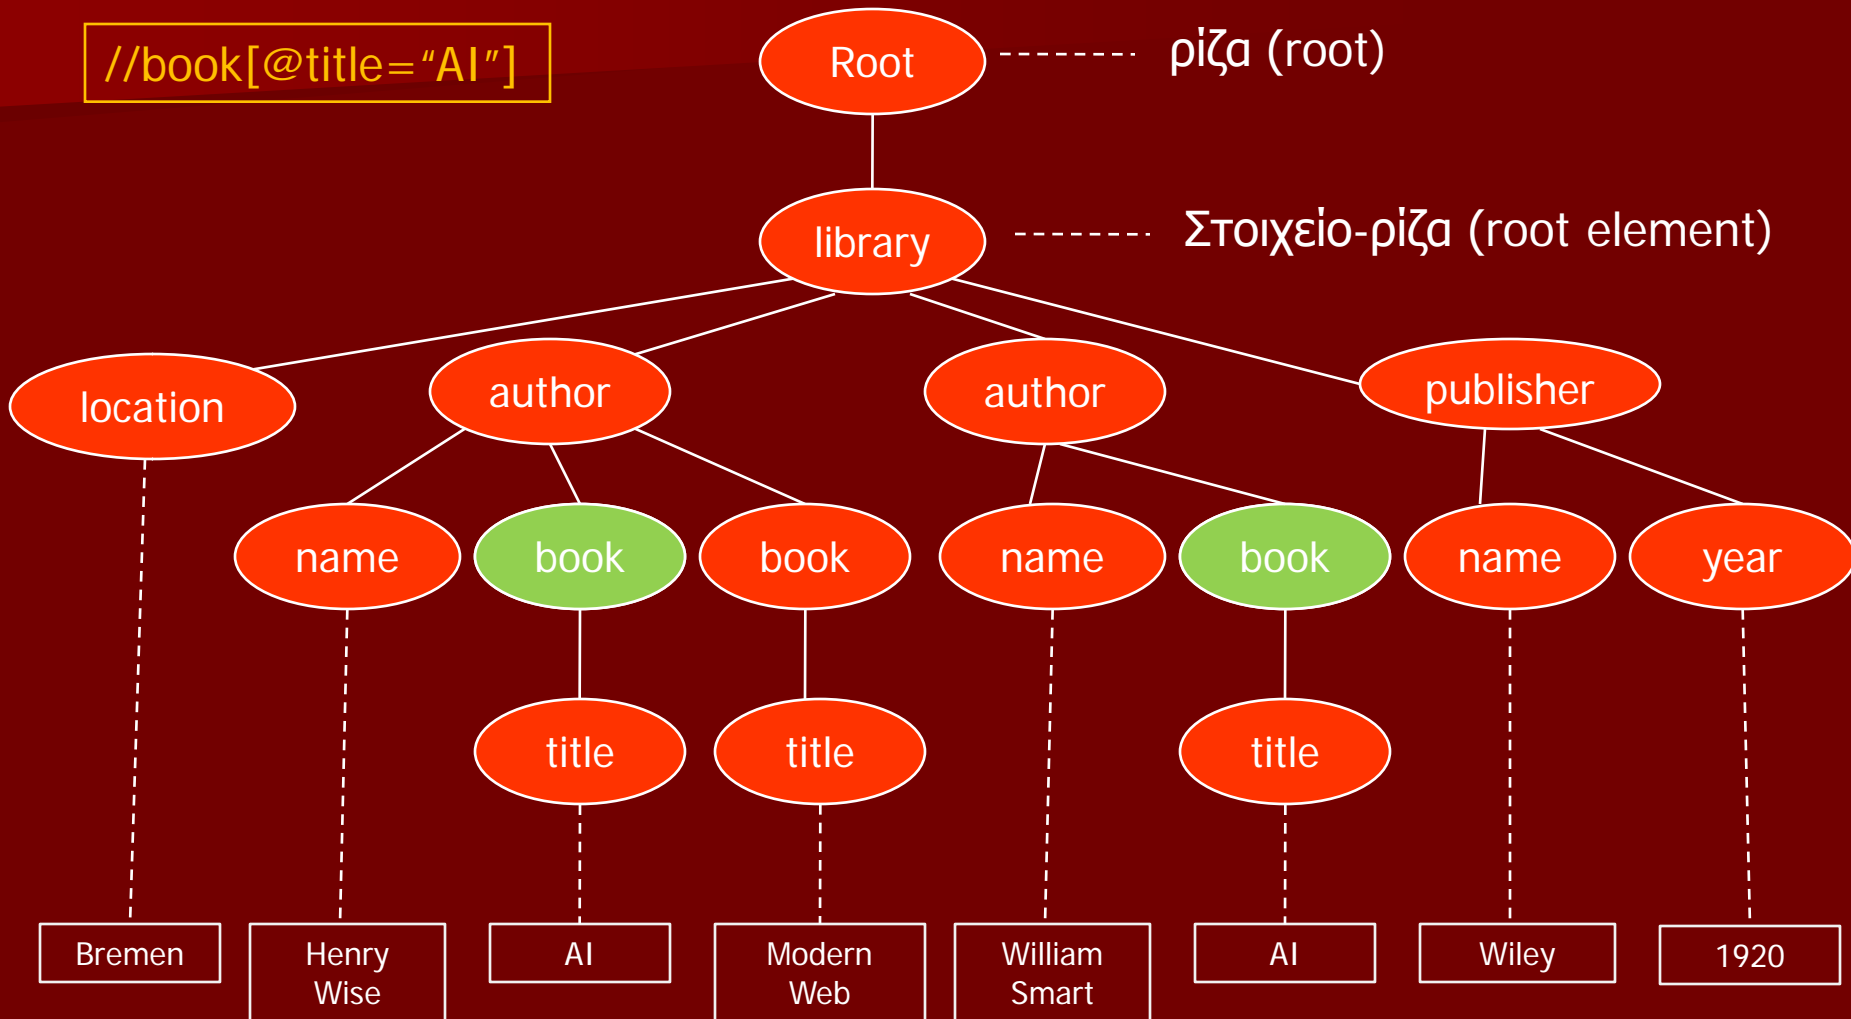 //book[@title=“AI”]
Root
ρίζα (root)
library
Στοιχείο-ρίζα (root element)
location
author
author
publisher
name
book
book
name
book
name
year
title
title
title
Bremen
Henry
Wise
AI
Modern
Web
William
Smart
AI
Wiley
1920